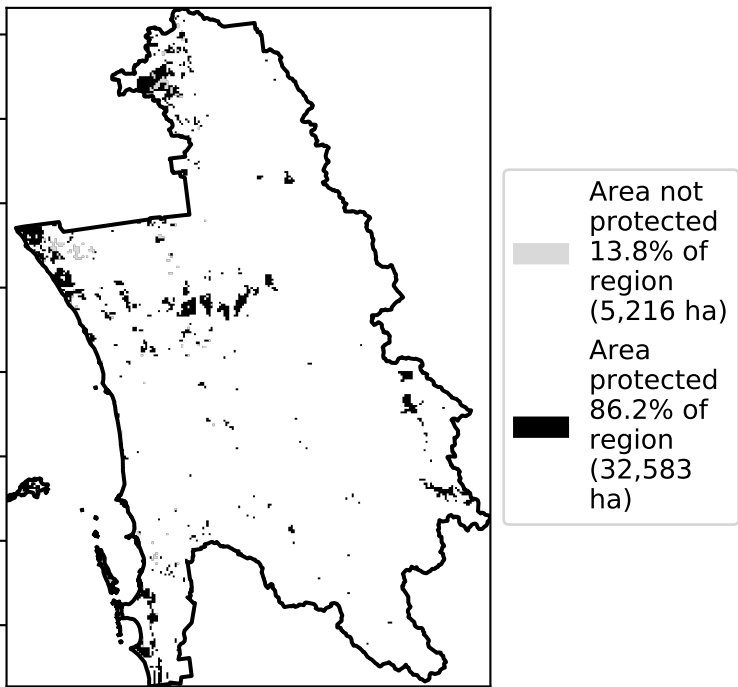 Area not
protected
13.8% of
region
(5,216 ha)
Area
protected
86.2% of
region
(32,583
ha)